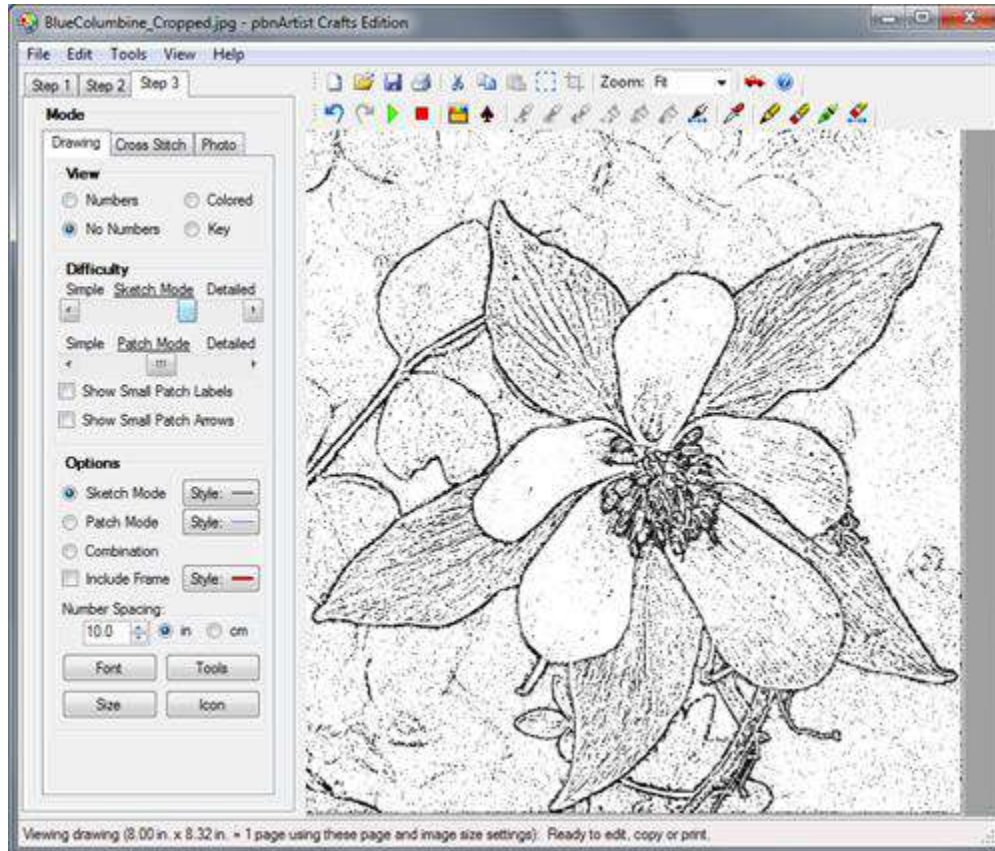 BlueColumbine_Cropped.jpg - pbnArtist Crafts Edition
File Edit Tools View Help
Step 1 Step 2 Step 3
Zoom: Fit
Mode
Drawing Cross Stitch Photo
View
Numbers Colored
No Numbers Key
Difficulty
Simple Sketch Mode Detailed
Simple Patch Mode Detailed
Show Small Patch Labels
Show Small Patch Arrows
Options
Sketch Mode Style:
Patch Mode Style:
Combination
Include Frame Style:
Number Spacing:
10.0 in cm
Font Tools
Size Icon
Viewing drawing (8.00 in. x 8.32 in. = 1 page using these page and image size settings): Ready to edit, copy or print.